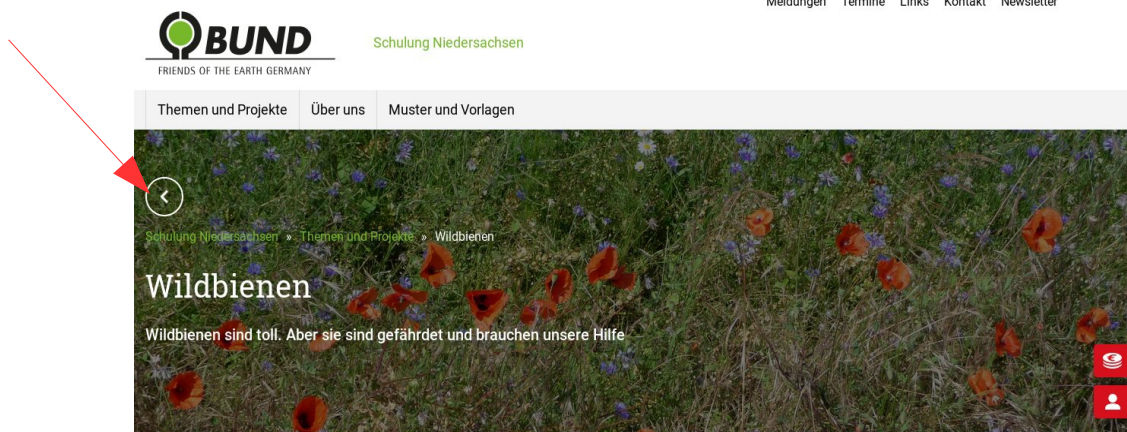 Meldungen Termine Links Kontakt Newsletter
BUND
FRIENDS OF THE EARTH GERMANY
Schulung Niedersachsen
Themen und Projekte Über uns Muster und Vorlagen
Schulung Niedersachsen » Themen und Projekte » Wildbienen
Wildbienen
Wildbienen sind toll. Aber sie sind gefährdet und brauchen unsere Hilfe